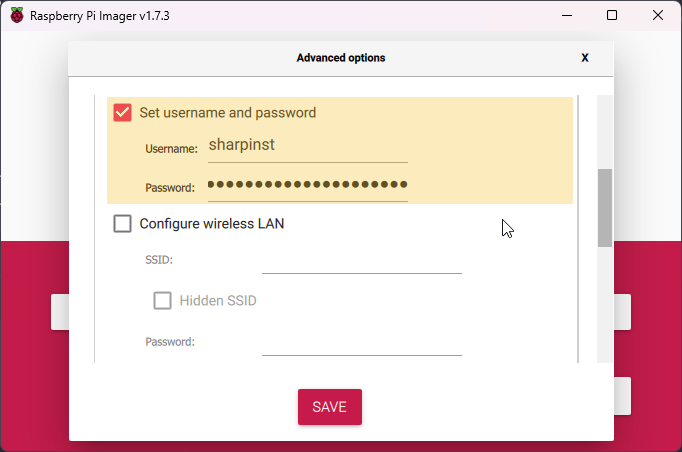 Raspberry Pi Imager v1.7.3
Advanced options
X
Set username and password
Username: sharpinst
Password: ●●●●●●●●●●●●●●●●●●●●
Configure wireless LAN
SSID:
Hidden SSID
Password:
SAVE